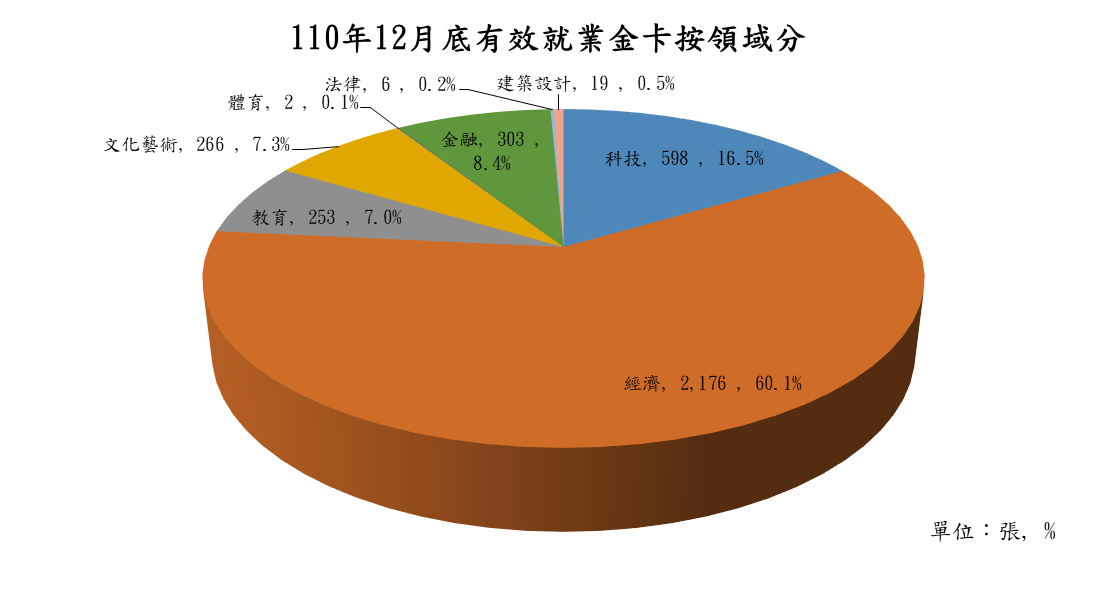 110年12月底有效就業金卡按領域分
法律, 6 , 0.2%
建築設計, 19 , 0.5%
體育, 2 , 0.1%
文化藝術, 266 , 7.3%
金融, 303 ,
8.4%
科技, 598 , 16.5%
教育, 253 , 7.0%
經濟, 2,176 , 60.1%
單位：張, %